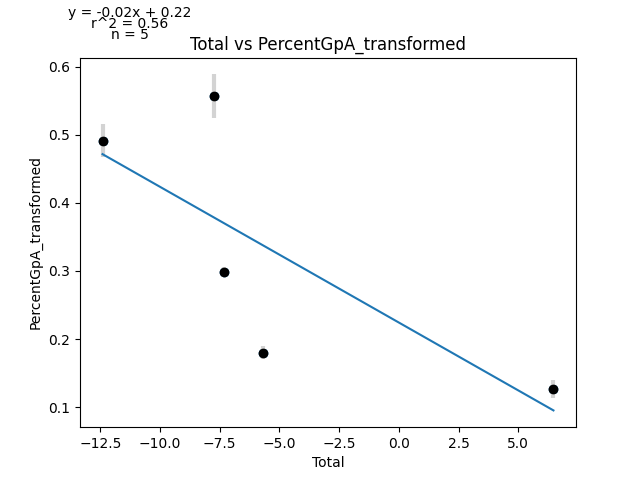 y = -0.02x + 0.22
r^2 = 0.56
n = 5
Total vs PercentGpA_transformed
PercentGpA_transformed
0.6
0.5
0.4
0.3
0.2
0.1
−12.5 −10.0 −7.5 −5.0 −2.5 0.0 2.5 5.0
Total